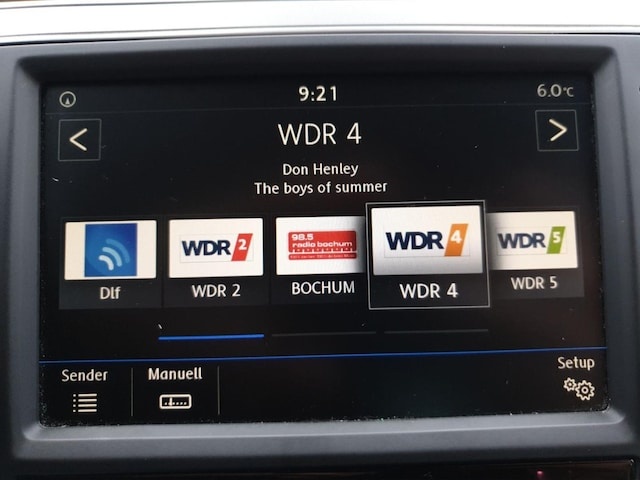 9:21
6.0°C
<
WDR 4
>
Don Henley
The boys of summer
WDR 2
98.5
radio bochum
WDR 4
WDR 5
Dlf
WDR 2
BOCHUM
WDR 4
WDR 5
Sender
Manuell
Setup